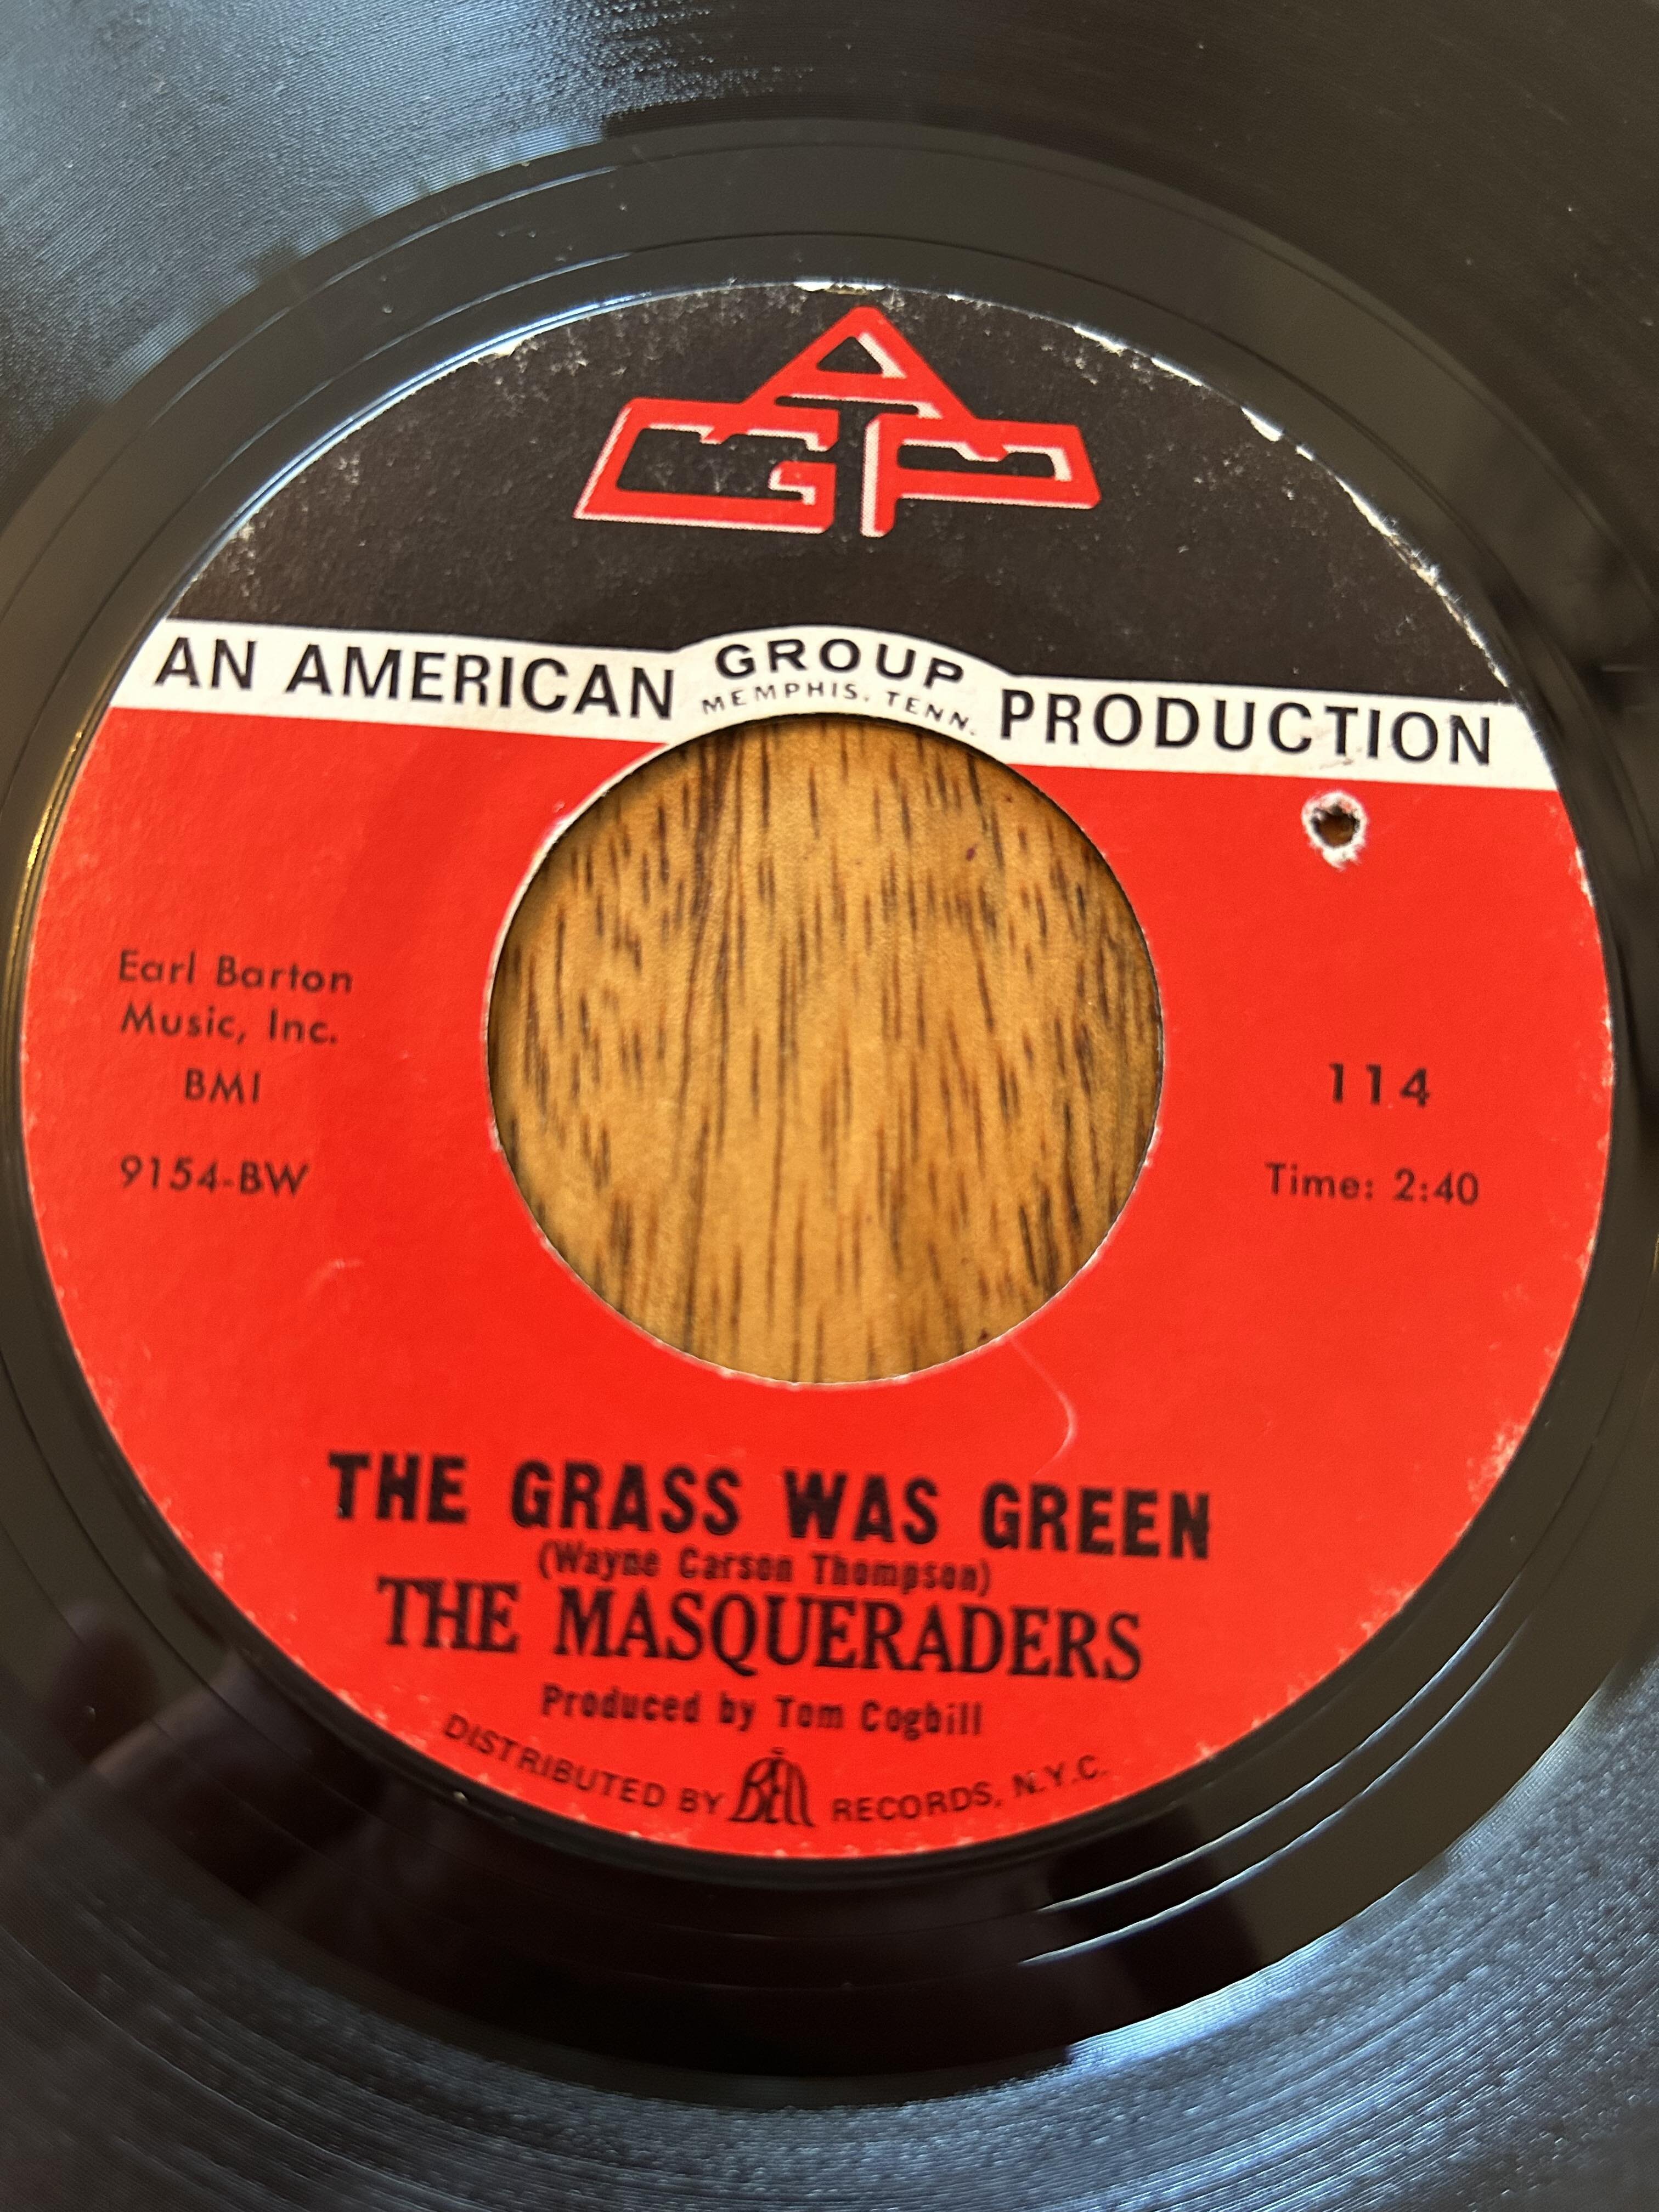 AGP
AN AMERICAN GROUP PRODUCTION
MEMPHIS, TENN.
Earl Barton
Music, Inc.
BMI
9154-BW
114
Time: 2:40
THE GRASS WAS GREEN
(Wayne Carson Thompson)
THE MASQUERADERS
Produced by Tom Cogbill
DISTRIBUTED BY BELL RECORDS, N.Y.C.